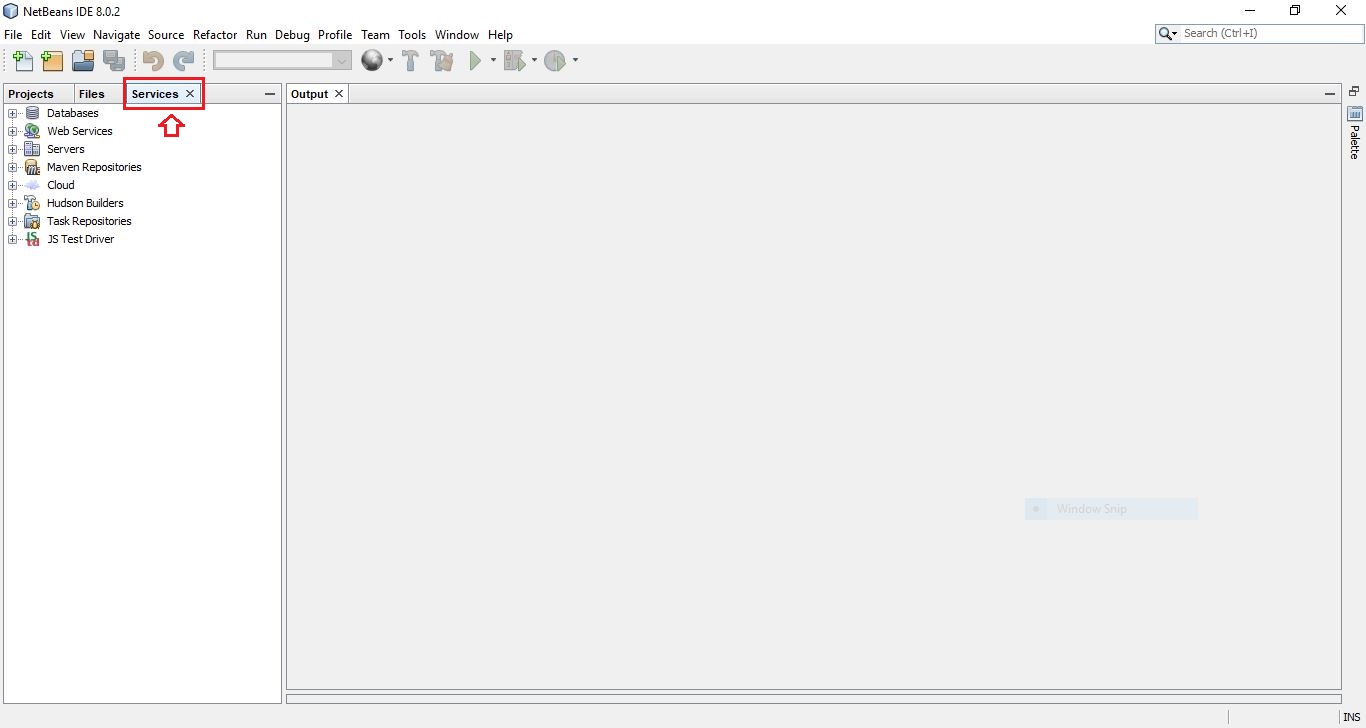 NetBeans IDE 8.0.2
File Edit View Navigate Source Refactor Run Debug Profile Team Tools Window Help
Search (Ctrl+I)
Projects Files Services
Output
Databases
Web Services
Servers
Maven Repositories
Cloud
Hudson Builders
Task Repositories
JS Test Driver
Palette
Window Snip
INS